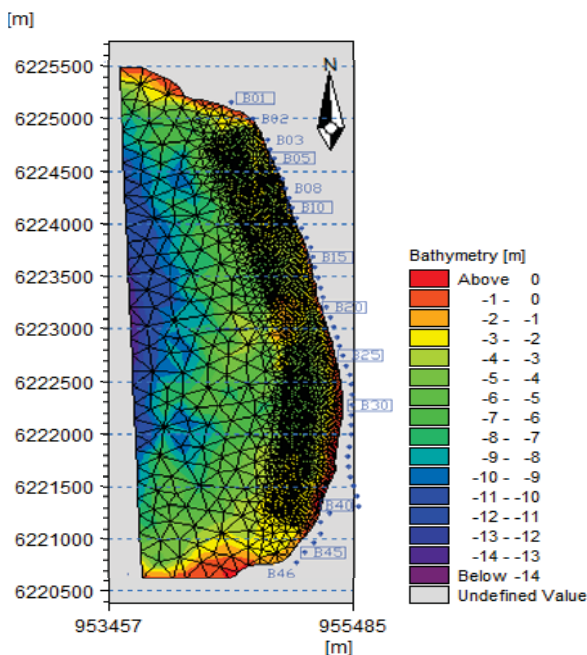 [m]
6225500
6225000
6224500
6224000
6223500
6223000
6222500
6222000
6221500
6221000
6220500
953457
955485
[m]
N
B01
B02
B03
B05
B08
B10
B15
B20
B25
B30
B40
B45
B46
Bathymetry [m]
Above 0
-1 - 0
-2 - -1
-3 - -2
-4 - -3
-5 - -4
-6 - -5
-7 - -6
-8 - -7
-9 - -8
-10 - -9
-11 - -10
-12 - -11
-13 - -12
-14 - -13
Below -14
Undefined Value